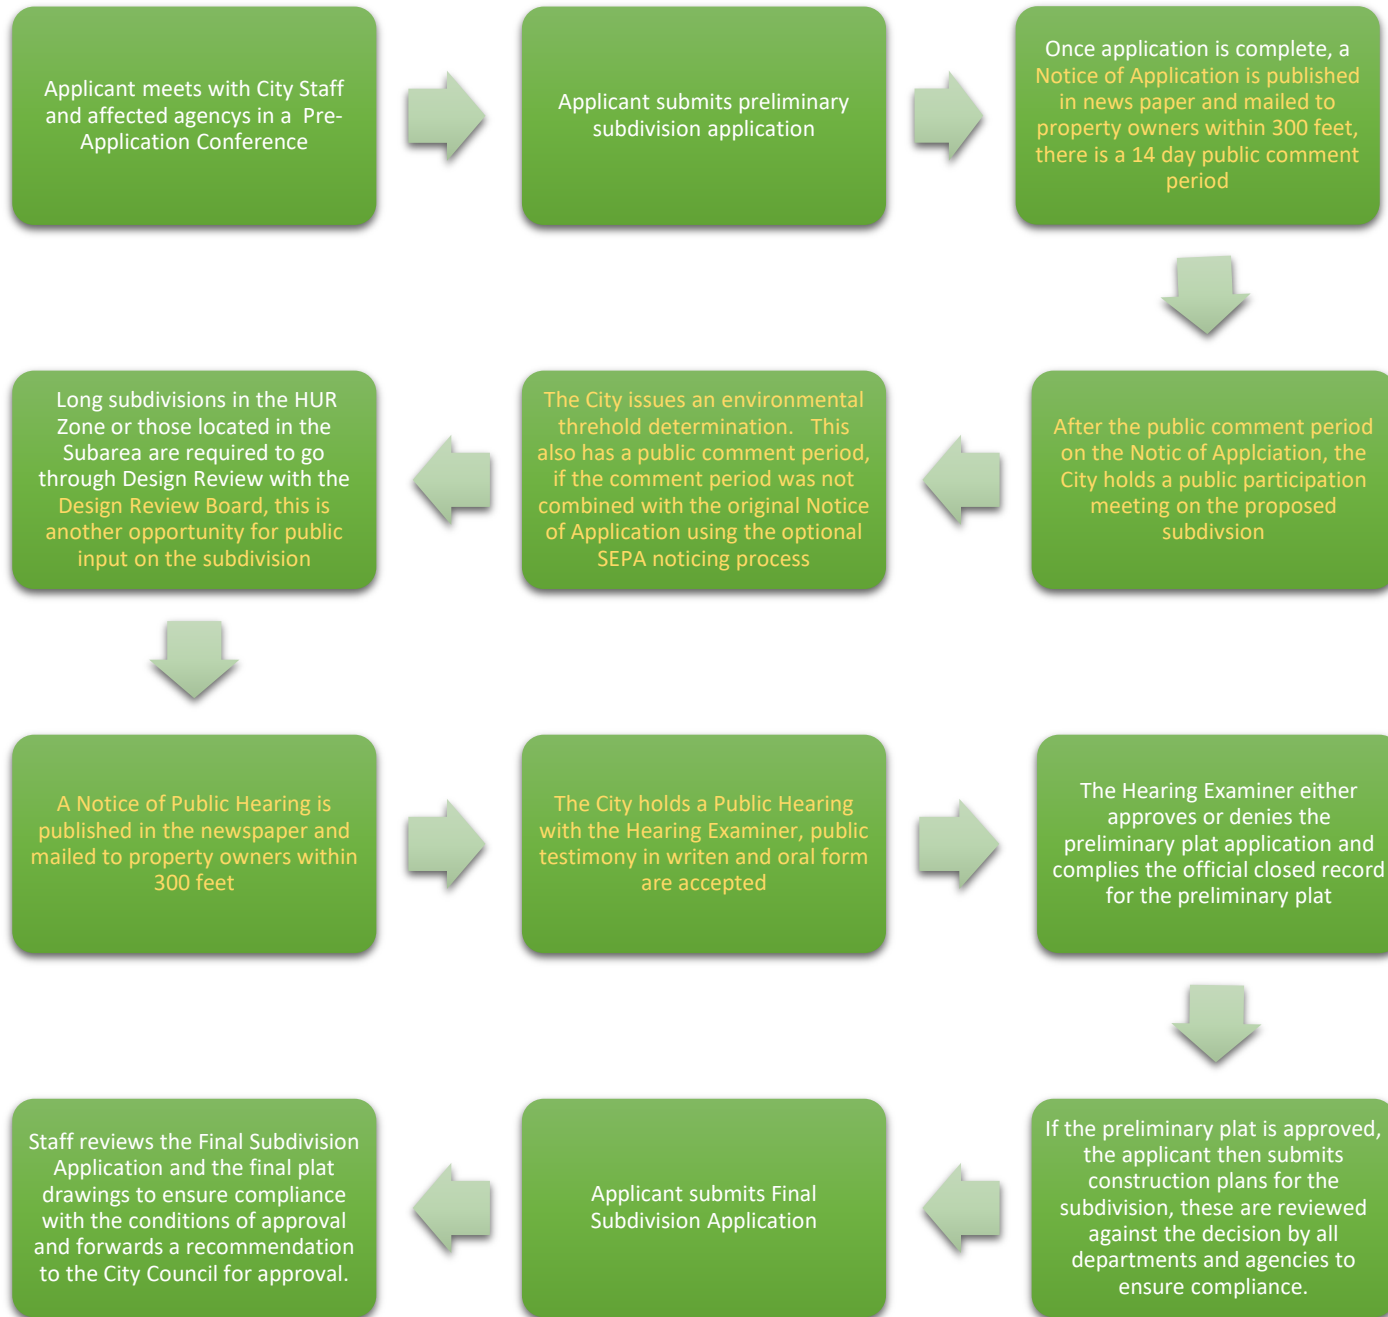 Applicant meets with City Staff
and affected agencys in a  Pre-
Application Conference
Applicant submits preliminary
subdivision application
Once application is complete, a
Notice of Application is published
in news paper and mailed to
property owners within 300 feet,
there is a 14 day public comment
period
After the public comment period
on the Notic of Applciation, the
City holds a public participation
meeting on the proposed
subdivsion
The City issues an environmental
threhold determination.   This
also has a public comment period,
if the comment period was not
combined with the original Notice
of Application using the optional
SEPA noticing process
Long subdivisions in the HUR
Zone or those located in the
Subarea are required to go
through Design Review with the
Design Review Board, this is
another opportunity for public
input on the subdivision
A Notice of Public Hearing is
published in the newspaper and
mailed to property owners within
300 feet
The City holds a Public Hearing
with the Hearing Examiner, public
testimony in writen and oral form
are accepted
The Hearing Examiner either
approves or denies the
preliminary plat application and
complies the official closed record
for the preliminary plat
If the preliminary plat is approved,
the applicant then submits
construction plans for the
subdivision, these are reviewed
against the decision by all
departments and agencies to
ensure compliance.
Applicant submits Final
Subdivision Application
Staff reviews the Final Subdivision
Application and the final plat
drawings to ensure compliance
with the conditions of approval
and forwards a recommendation
to the City Council for approval.